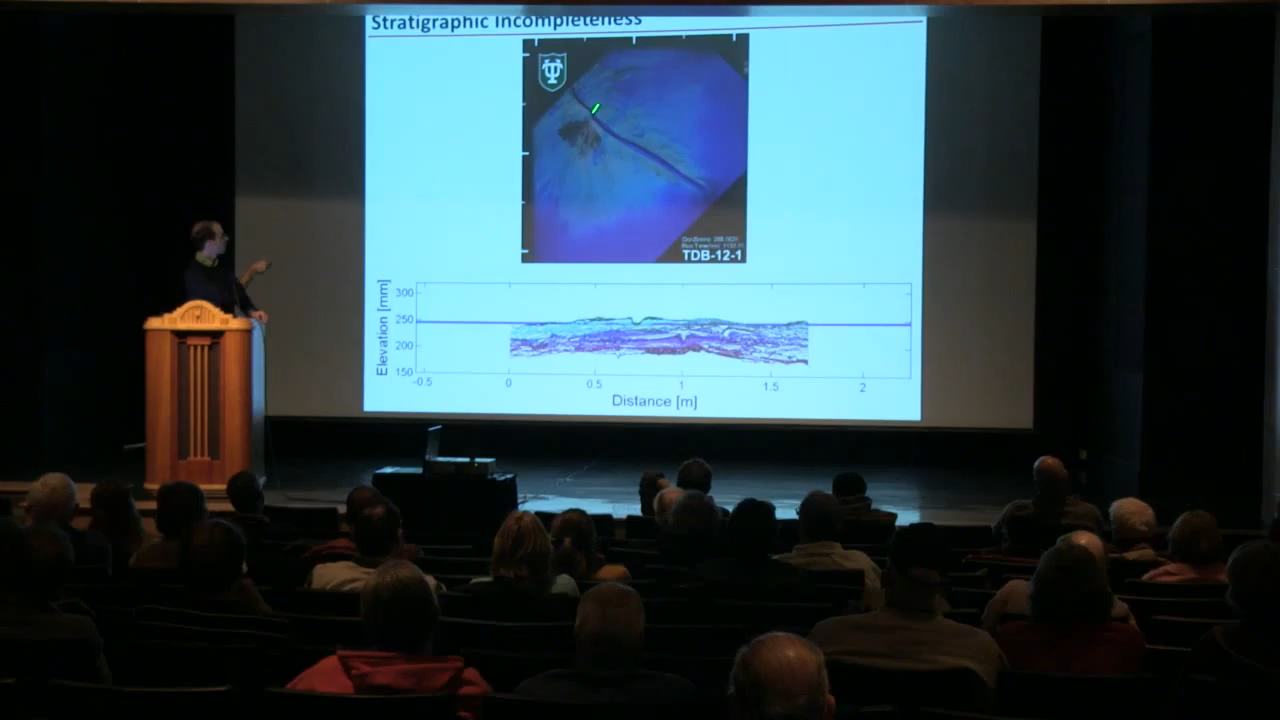 Stratigraphic Incompleteness
TU
TDB-12-1
Elevation [mm]
300
250
200
150
-0.5
0
0.5
1
1.5
2
Distance [m]